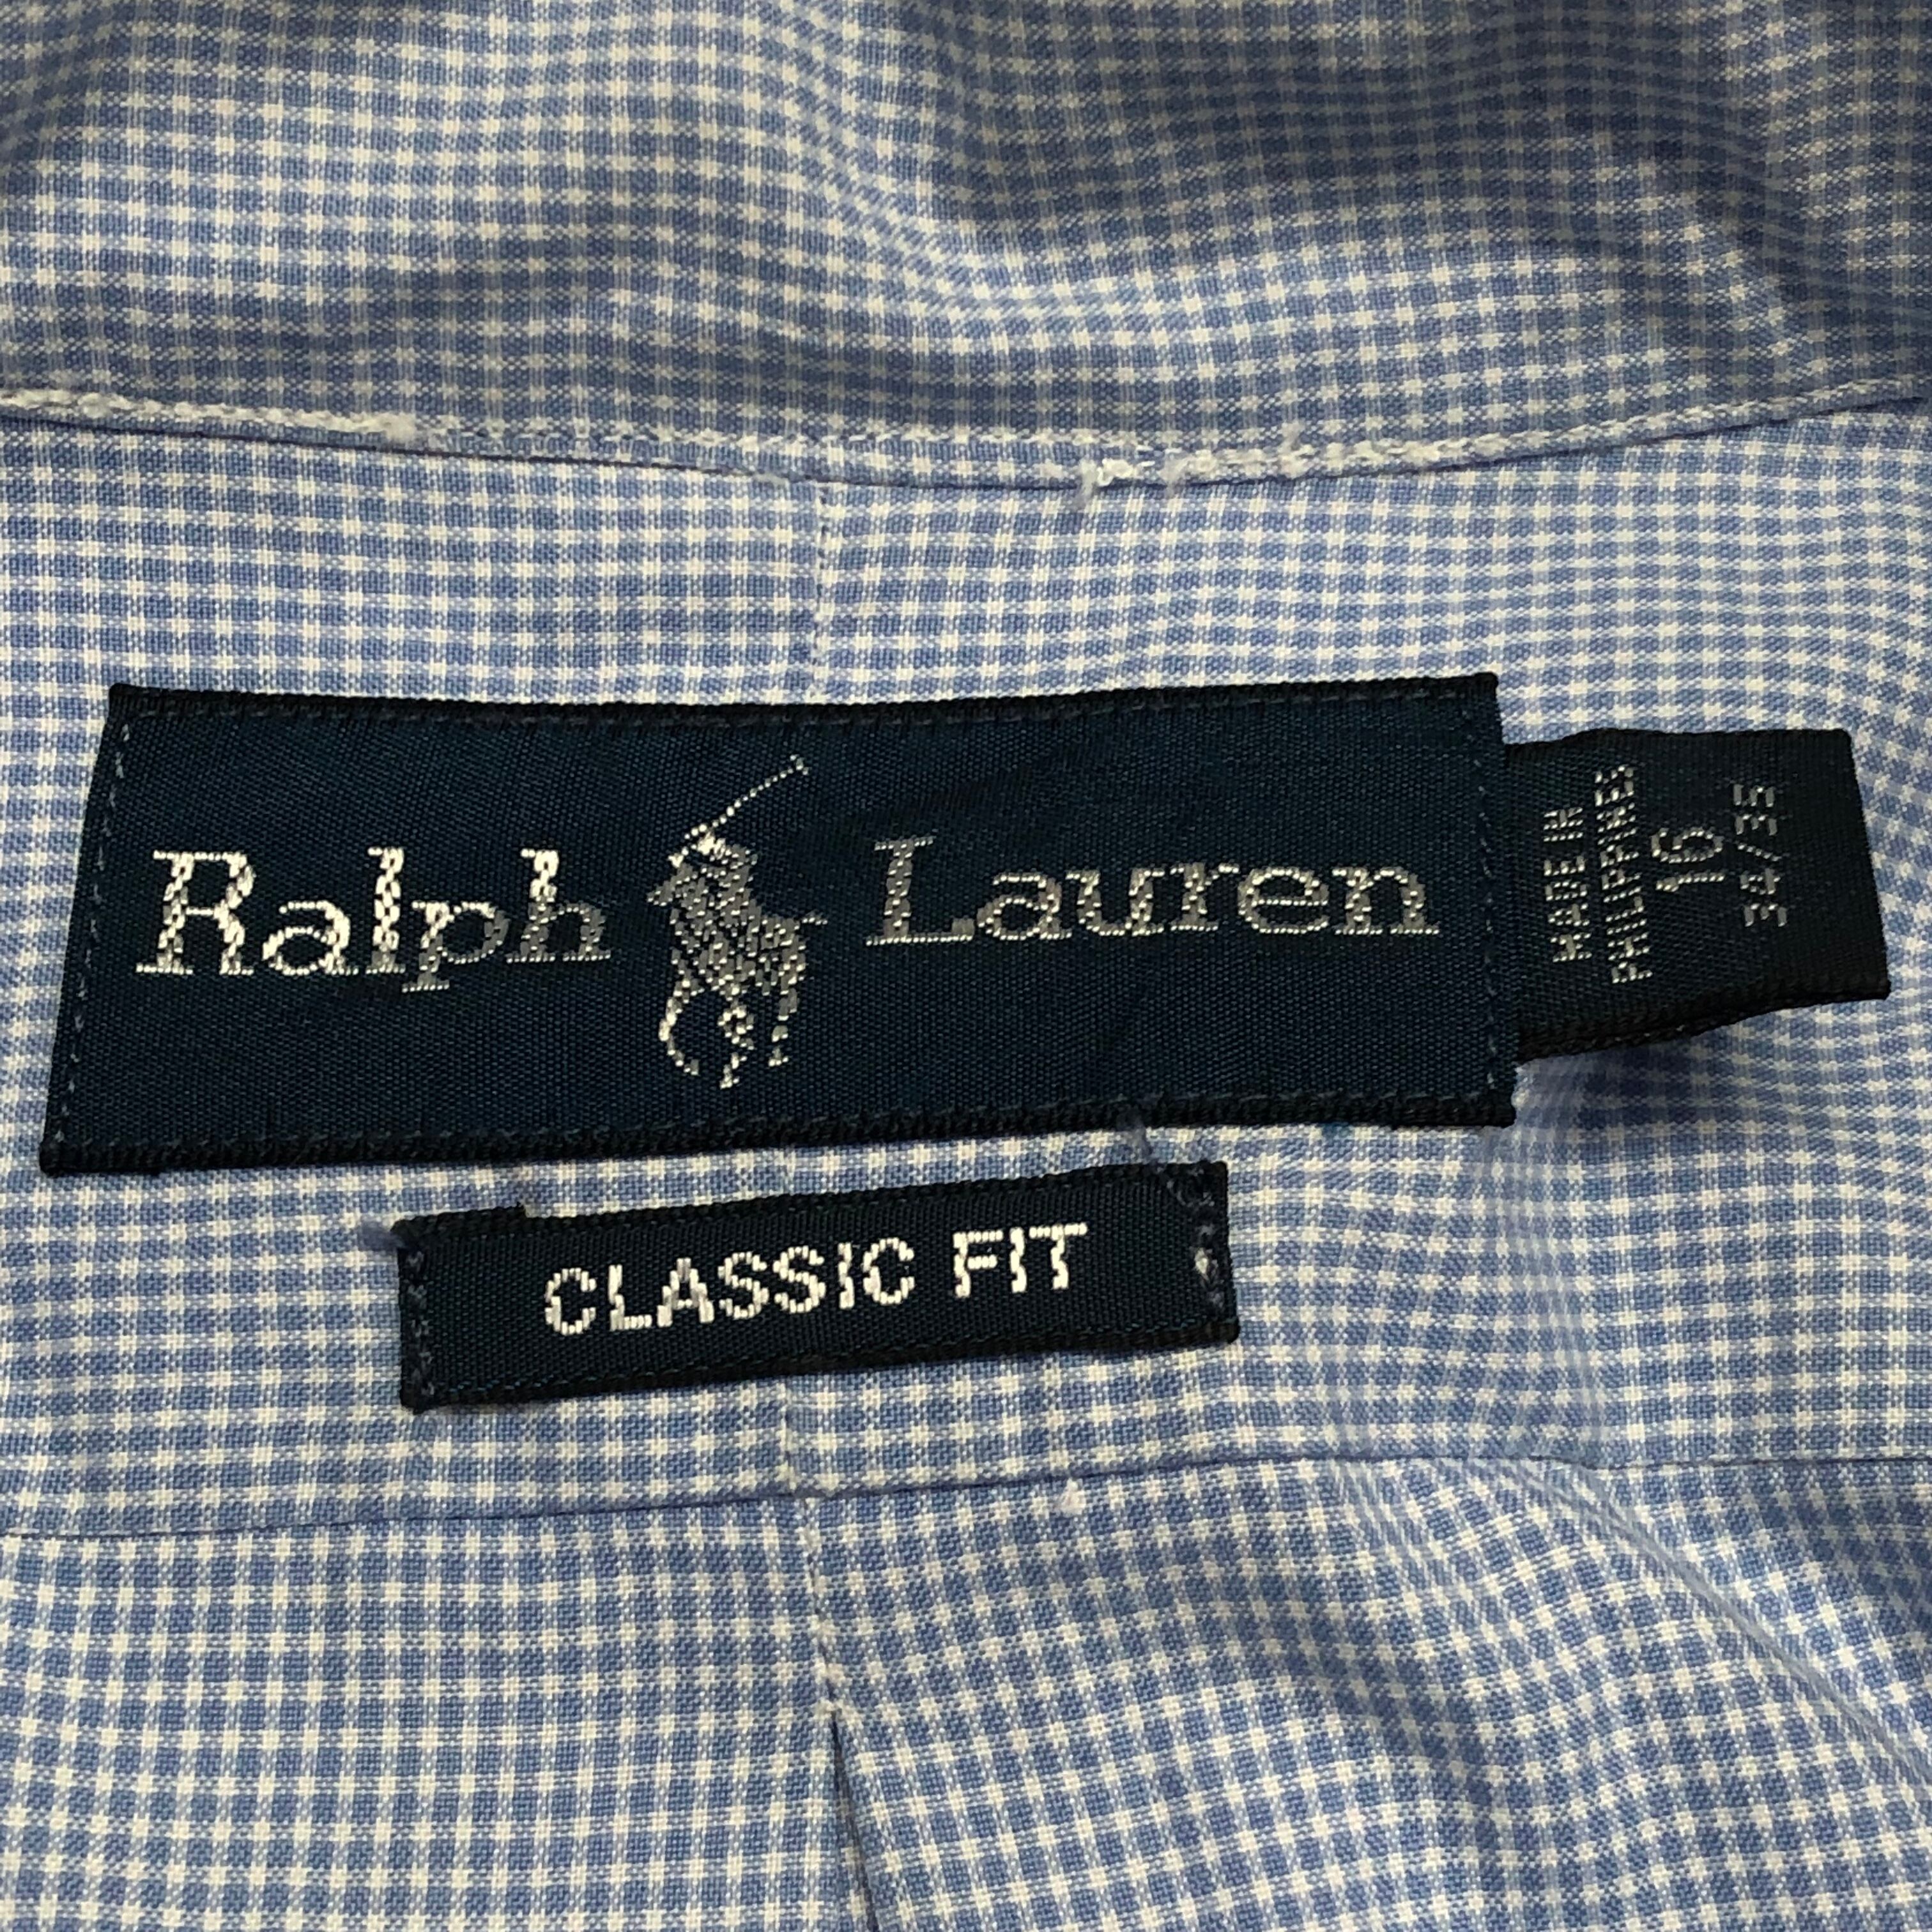 Ralph Lauren
MADE IN
PHILIPPINES
16
34/35
CLASSIC FIT